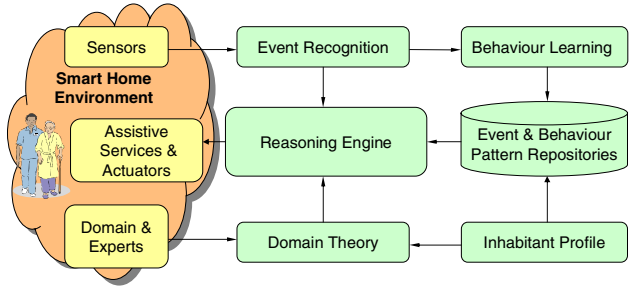 Sensors
Event Recognition
Behaviour Learning
Smart Home
Environment
Assistive
Services &
Actuators
Reasoning Engine
Event & Behaviour
Pattern Repositories
Domain &
Experts
Domain Theory
Inhabitant Profile